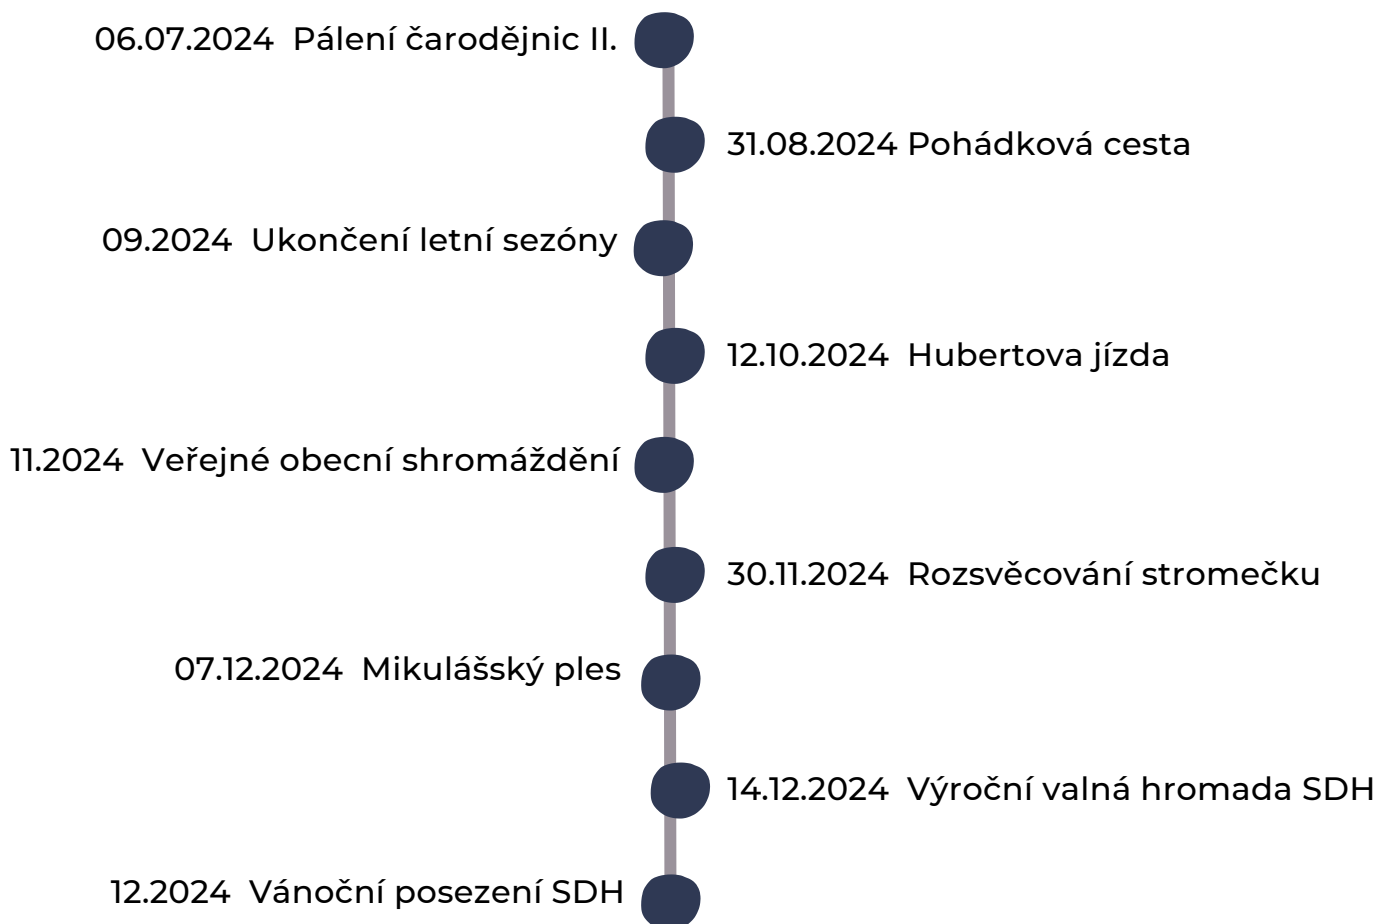 06.07.2024 Pálení čarodějnic II.
31.08.2024 Pohádková cesta
09.2024 Ukončení letní sezóny
12.10.2024 Hubertova jízda
11.2024 Veřejné obecní shromáždění
30.11.2024 Rozsvěcování stromečku
07.12.2024 Mikulášský ples
14.12.2024 Výroční valná hromada SDH
12.2024 Vánoční posezení SDH